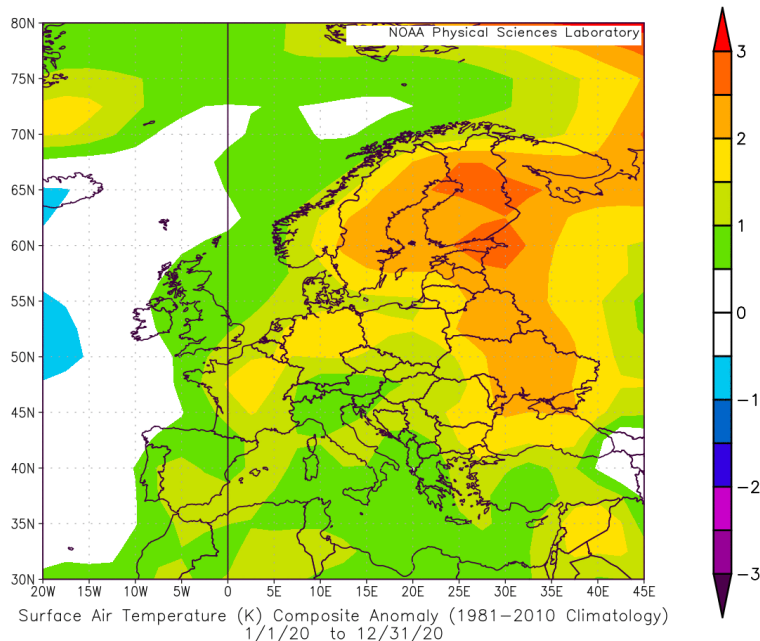 NOAA Physical Sciences Laboratory
80N
75N
70N
65N
60N
55N
50N
45N
40N
35N
30N
20W 15W 10W 5W 0 5E 10E 15E 20E 25E 30E 35E 40E 45E
3
2
1
0
−1
−2
−3
Surface Air Temperature (K) Composite Anomaly (1981−2010 Climatology)
1/1/20 to 12/31/20